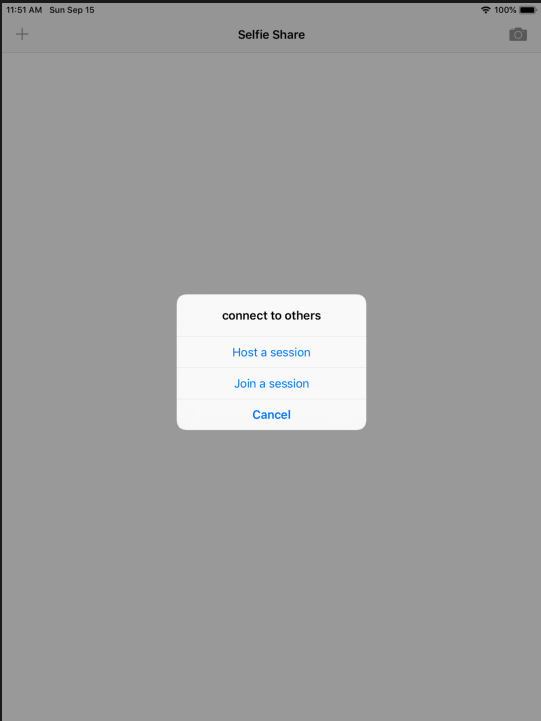 11:51 AM Sun Sep 15 100%
Selfie Share
connect to others
Host a session
Join a session
Cancel